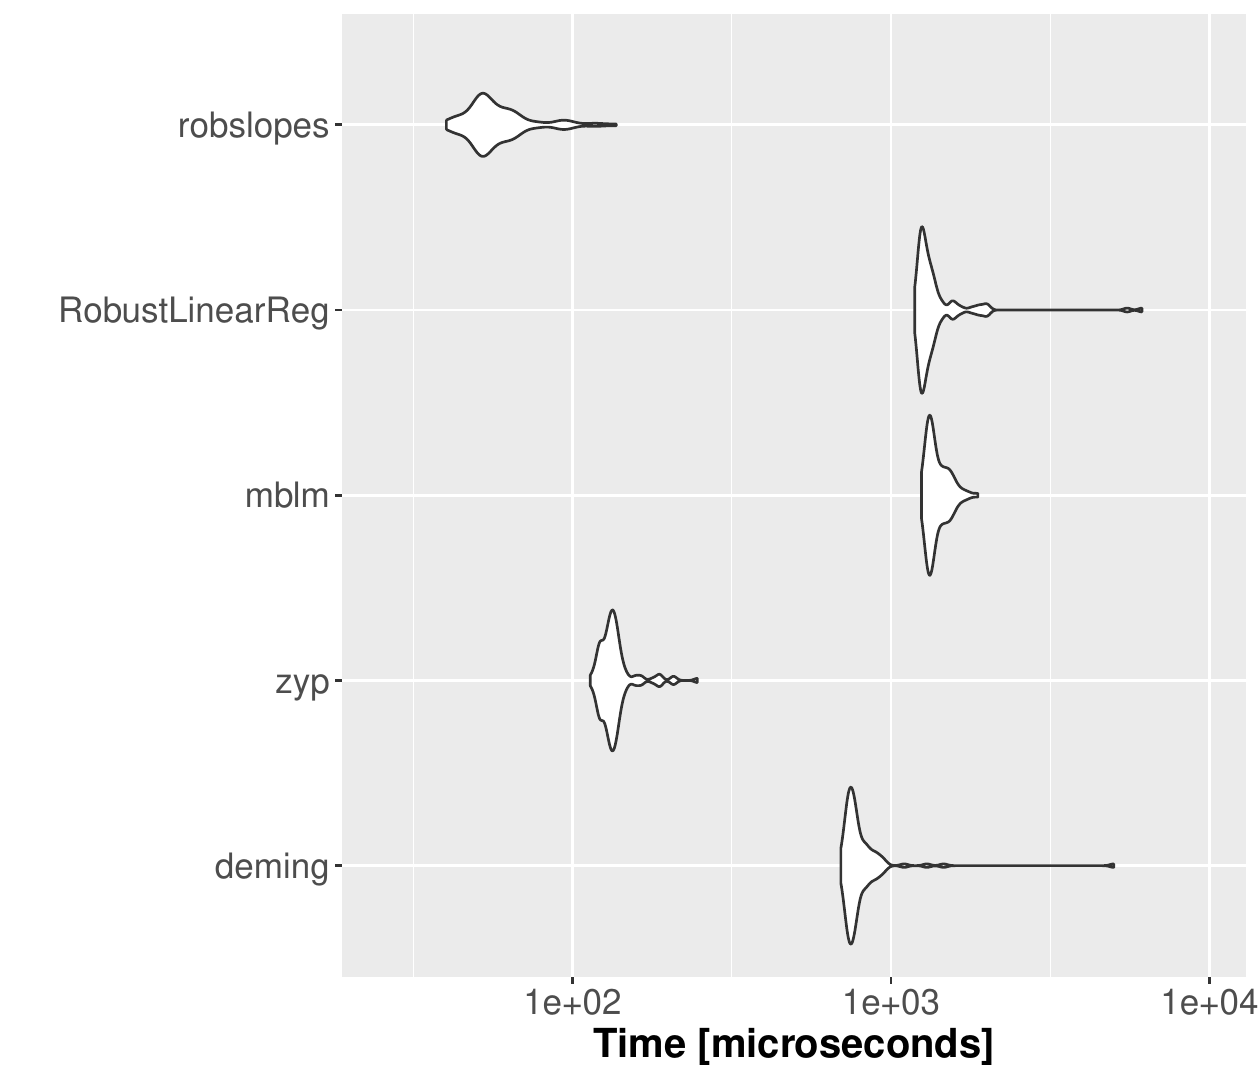 robslopes
RobustLinearReg
mblm
zyp
deming
1e+02 1e+03 1e+04
Time [microseconds]